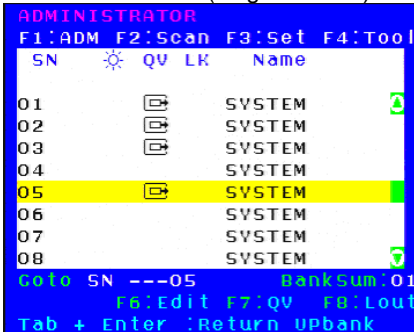 ADMINISTRATOR
F1:ADM F2:Scan F3:Set F4:Tool
SN QV LK Name
01 SYSTEM
02 SYSTEM
03 SYSTEM
04 SYSTEM
05 SYSTEM
06 SYSTEM
07 SYSTEM
08 SYSTEM
Goto SN ---05 BankSum:01
F6:Edit F7:QV F8:Lout
Tab + Enter :Return UPbank